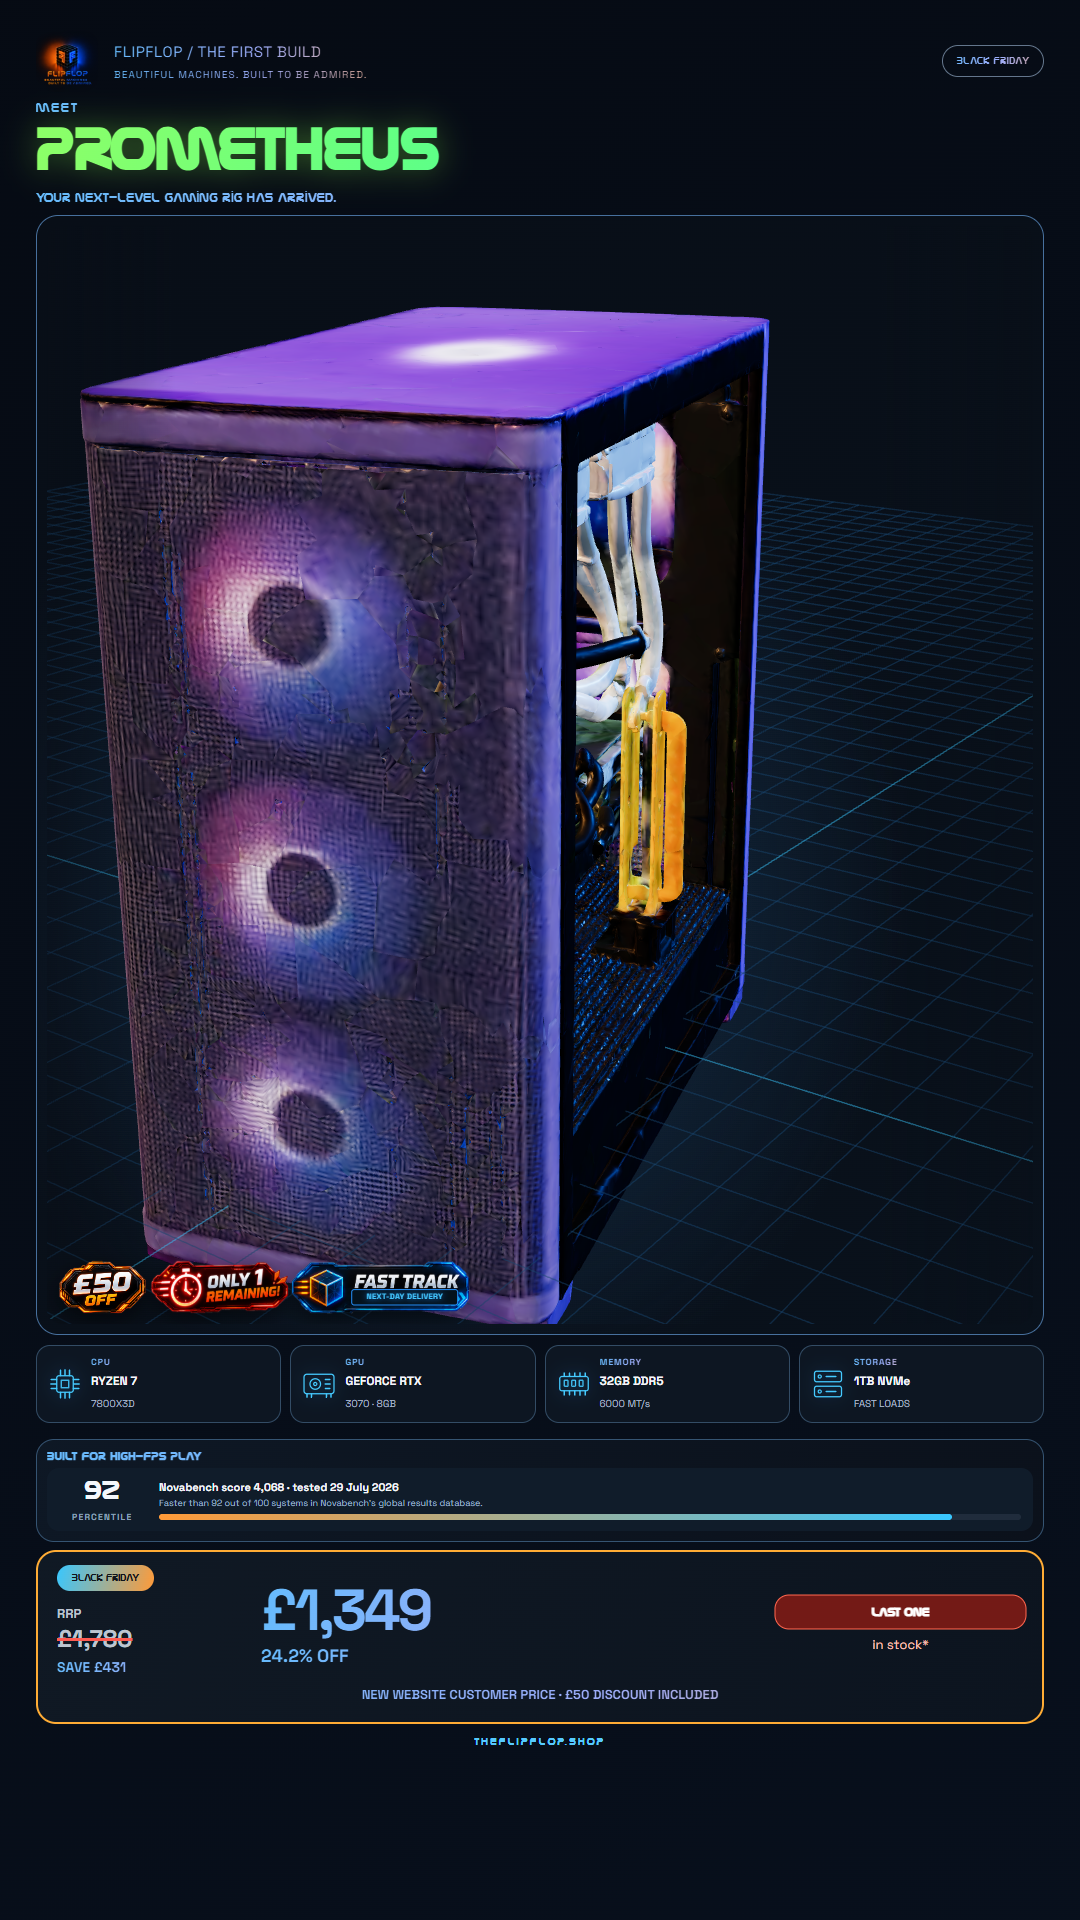 FLIPFLOP
FLIPFLOP / THE FIRST BUILD
BEAUTIFUL MACHINES. BUILT TO BE ADMIRED.
BLACK FRIDAY
MEET
PROMETHEUS
YOUR NEXT-LEVEL GAMING RIG HAS ARRIVED.
£50
OFF
ONLY 1
REMAINING!
FAST TRACK
NEXT-DAY DELIVERY
CPU
RYZEN 7
7800X3D
GPU
GEFORCE RTX
3070 · 8GB
MEMORY
32GB DDR5
6000 MT/s
STORAGE
1TB NVMe
FAST LOADS
BUILT FOR HIGH-FPS PLAY
92
PERCENTILE
Novabench score 4,068 · tested 29 July 2026
Faster than 92 out of 100 systems in Novabench's global results database.
BLACK FRIDAY
RRP
£1,780
SAVE £431
£1,349
24.2% OFF
LAST ONE
in stock*
NEW WEBSITE CUSTOMER PRICE · £50 DISCOUNT INCLUDED
THEFLIPFLOP.SHOP